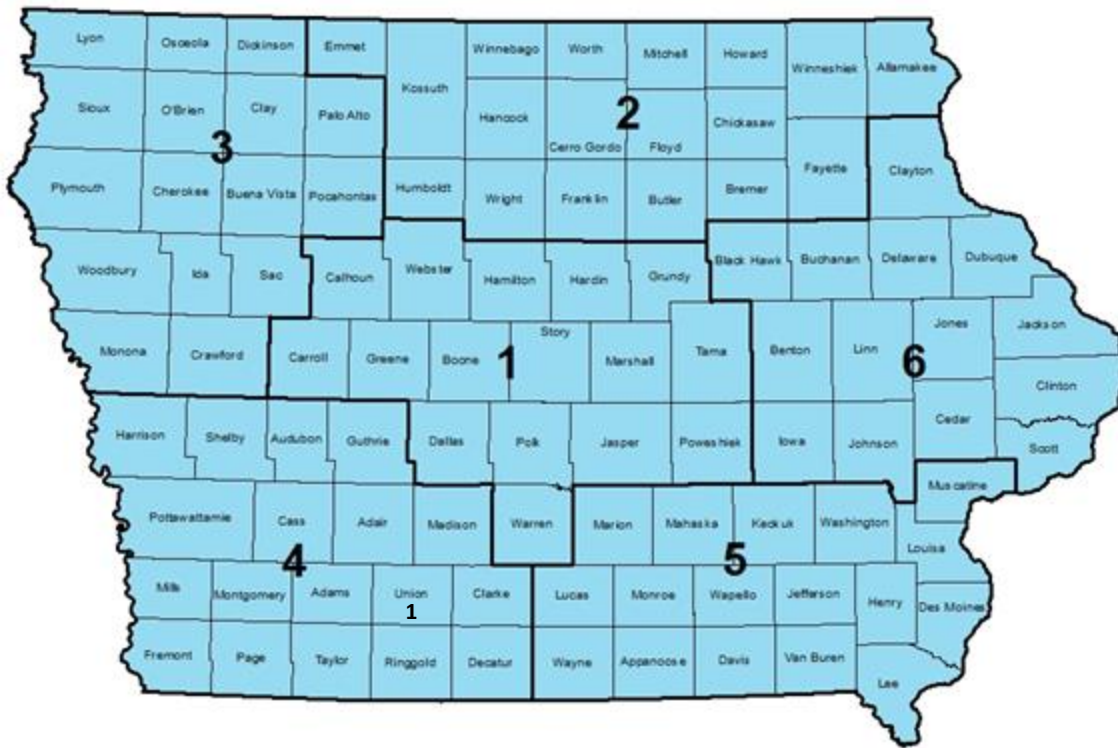 Lyon Osceola Dickinson Emmet Winnebago Worth Mitchell Howard Winneshiek Allamakee
Kossuth
Sioux O'Brien Clay Palo Alto Hancock 2 Chickasaw
3 Cerro Gordo Floyd
Plymouth Cherokee Buena Vista Pocahontas Humboldt Wright Franklin Butler Bremer Fayette Clayton
Woodbury Ida Sac Calhoun Webster Hamilton Hardin Grundy Black Hawk Buchanan Delaware Dubuque
Monona Crawford Carroll Greene Boone 1 Story Marshall Tama Benton Linn 6 Jones Jackson
Clinton
Harrison Shelby Audubon Guthrie Dallas Polk Jasper Poweshiek Iowa Johnson Cedar Scott
Muscatine
Pottawattamie Cass Adair Madison Warren Marion Mahaska Keokuk Washington
4 5 Louisa
Mills Montgomery Adams Union Clarke Lucas Monroe Wapello Jefferson Henry Des Moines
1
Fremont Page Taylor Ringgold Decatur Wayne Appanoose Davis Van Buren Lee